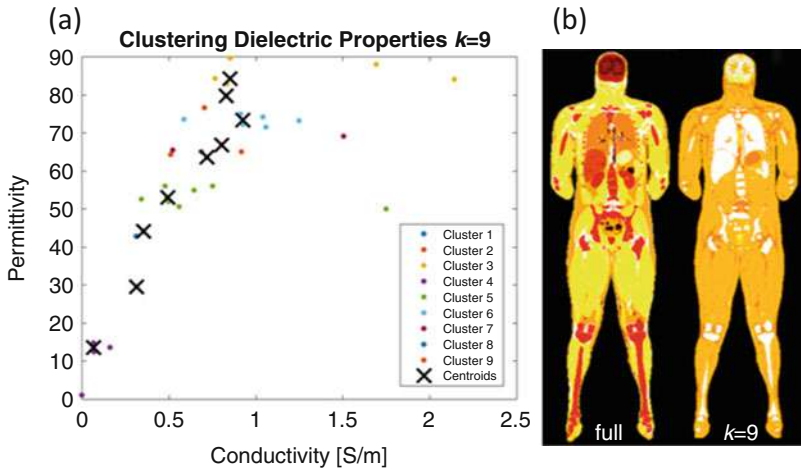 (a)
(b)
Clustering Dielectric Properties k=9
Permittivity
90
80
70
60
50
40
30
20
10
0
Cluster 1
Cluster 2
Cluster 3
Cluster 4
Cluster 5
Cluster 6
Cluster 7
Cluster 8
Cluster 9
Centroids
0 0.5 1 1.5 2 2.5
Conductivity [S/m]
full
k=9